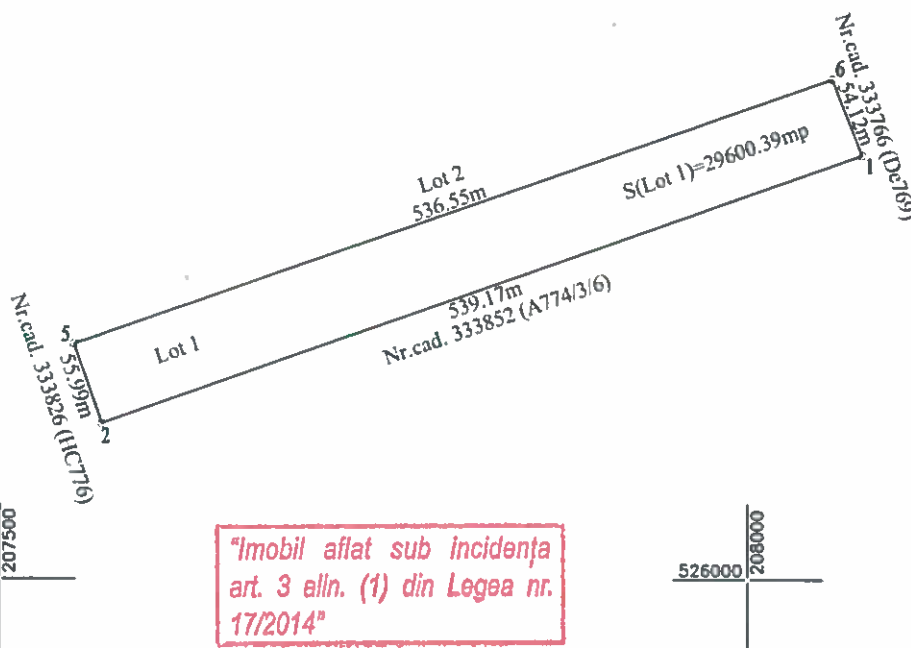 Nr.cad. 333766 (De769)
6
54.12m
1
Lot 2
536.55m
S(Lot 1)=29600.39mp
539.17m
Nr.cad. 333852 (A774/3/6)
Lot 1
5
55.99m
2
Nr.cad. 333826 (HC776)
207500
"Imobil aflat sub incidența
art. 3 alin. (1) din Legea nr.
17/2014"
526000
208000